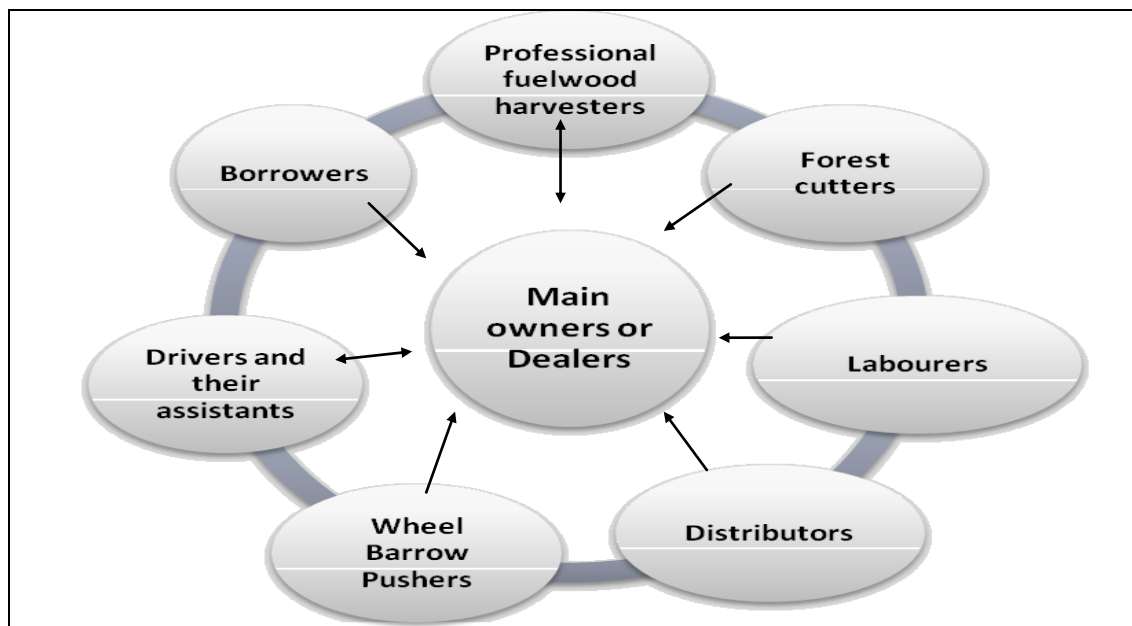 Professional
fuelwood
harvesters
Borrowers
Forest
cutters
Main
owners or
Dealers
Drivers and
their
assistants
Labourers
Wheel
Barrow
Pushers
Distributors